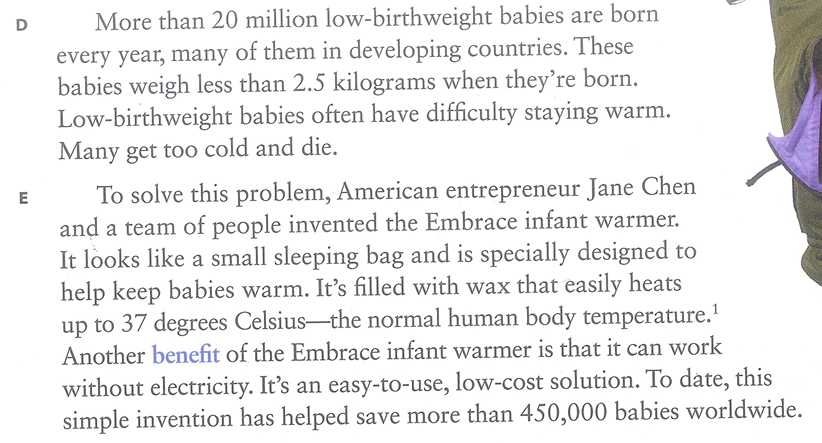 D More than 20 million low-birthweight babies are born
every year, many of them in developing countries. These
babies weigh less than 2.5 kilograms when they're born.
Low-birthweight babies often have difficulty staying warm.
Many get too cold and die.
E To solve this problem, American entrepreneur Jane Chen
and a team of people invented the Embrace infant warmer.
It looks like a small sleeping bag and is specially designed to
help keep babies warm. It's filled with wax that easily heats
up to 37 degrees Celsius—the normal human body temperature.¹
Another benefit of the Embrace infant warmer is that it can work
without electricity. It's an easy-to-use, low-cost solution. To date, this
simple invention has helped save more than 450,000 babies worldwide.